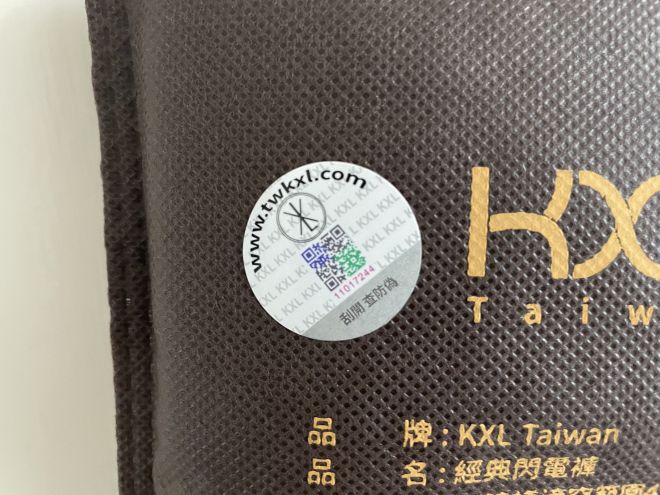 www.twkxl.com
KXL KXL KXL
11017244
刮開 查防偽
KX
Taiw
品 牌:KXL Taiwan
品 名:經典閃電褲